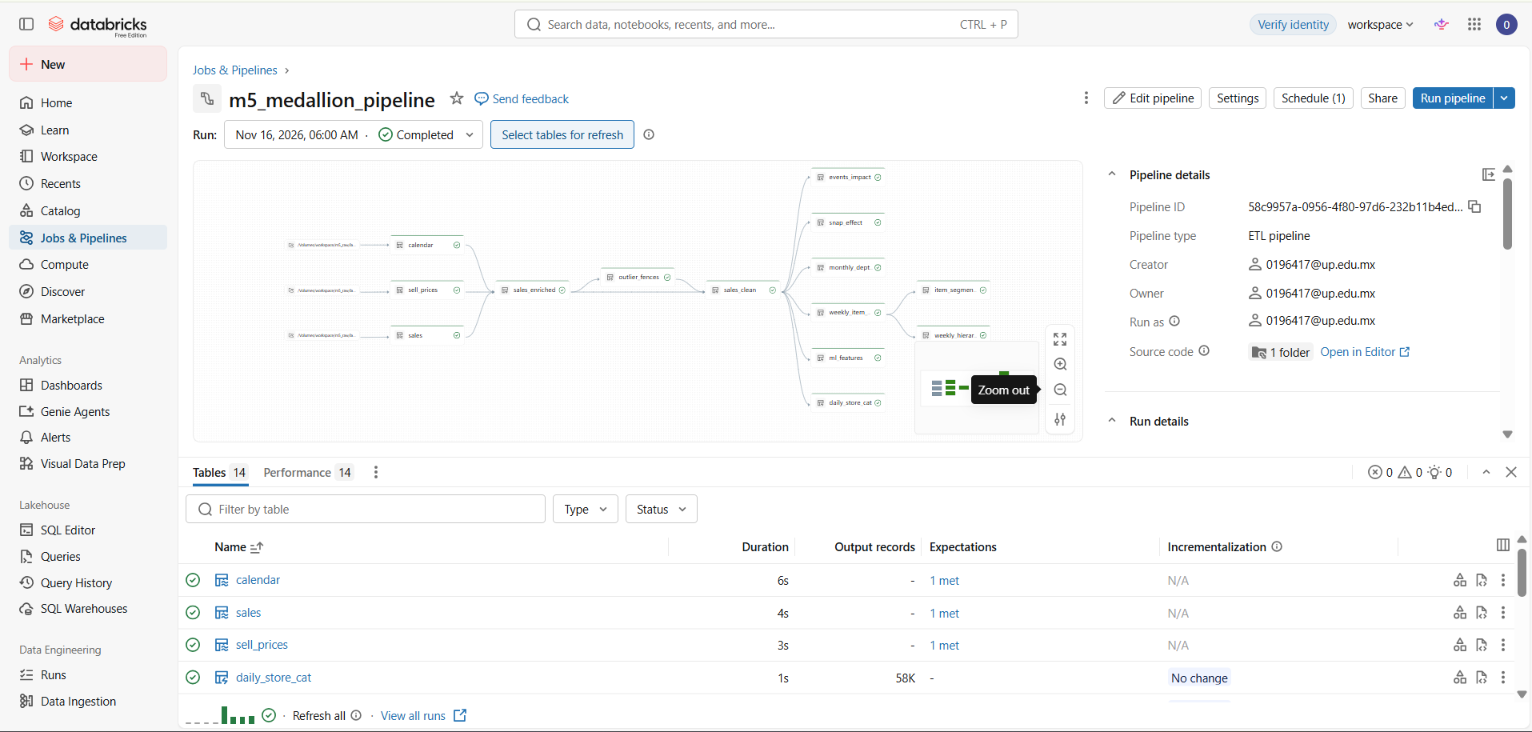 databricks
Free Edition
Search data, notebooks, recents, and more...
CTRL + P
Verify identity
workspace
0
New
Home
Learn
Workspace
Recents
Catalog
Jobs & Pipelines
Compute
Discover
Marketplace
Analytics
Dashboards
Genie Agents
Alerts
Visual Data Prep
Lakehouse
SQL Editor
Queries
Query History
SQL Warehouses
Data Engineering
Runs
Data Ingestion
Jobs & Pipelines ›
m5_medallion_pipeline
Send feedback
Edit pipeline
Settings
Schedule (1)
Share
Run pipeline
Run: Nov 16, 2026, 06:00 AM · Completed
Select tables for refresh
calendar
sell_prices
sales
sales_enriched
outlier_fences
sales_clean
events_impact
snap_effect
monthly_dept
weekly_item...
ml_features
daily_store_cat
item_segmen...
weekly_hierar...
Zoom out
Pipeline details
Pipeline ID 58c9957a-0956-4f80-97d6-232b11b4ed...
Pipeline type ETL pipeline
Creator 0196417@up.edu.mx
Owner 0196417@up.edu.mx
Run as 0196417@up.edu.mx
Source code 1 folder Open in Editor
Run details
Tables 14
Performance 14
0 0 0
Filter by table
Type
Status
Name Duration Output records Expectations Incrementalization
calendar 6s - 1 met N/A
sales 4s - 1 met N/A
sell_prices 3s - 1 met N/A
daily_store_cat 1s 58K - No change
· Refresh all · View all runs